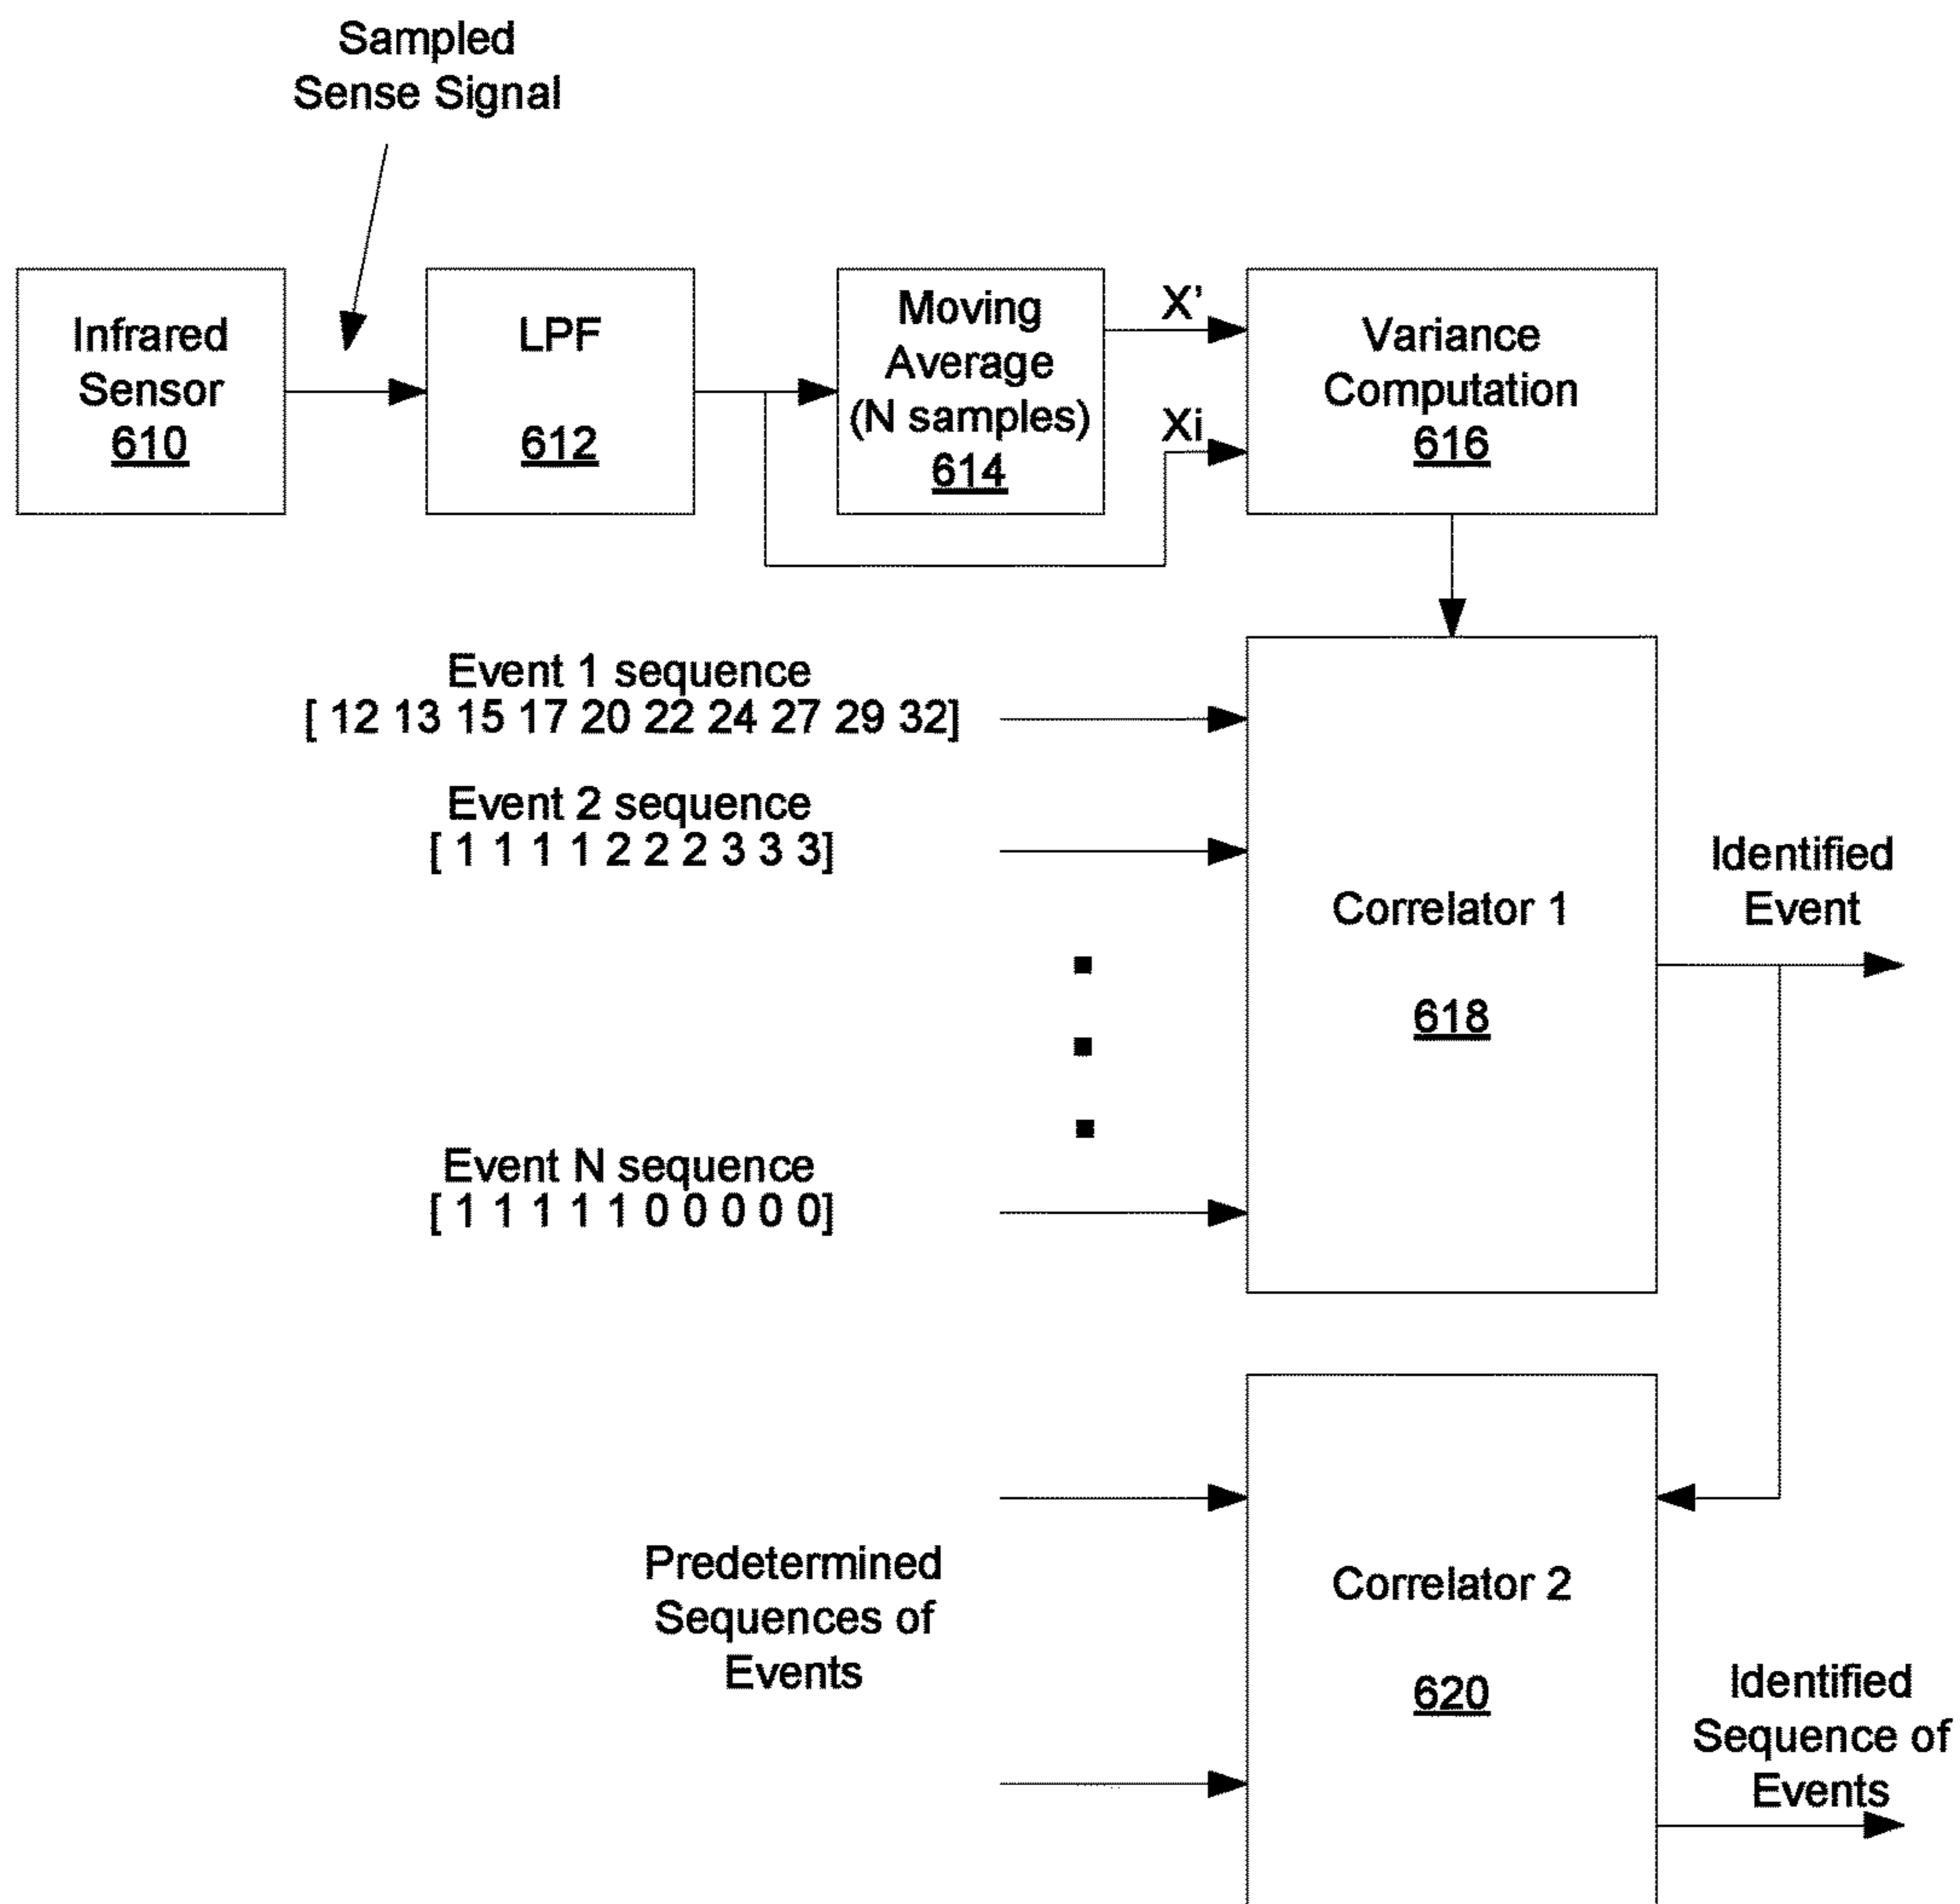 Sampled
Sense Signal
Infrared
Sensor
610
LPF
612
Moving
Average
(N samples)
614
X'
Xi
Variance
Computation
616
Event 1 sequence
[ 12 13 15 17 20 22 24 27 29 32]
Event 2 sequence
[ 1 1 1 1 2 2 2 3 3 3]
Event N sequence
[ 1 1 1 1 1 0 0 0 0 0]
Correlator 1
618
Identified
Event
Predetermined
Sequences of
Events
Correlator 2
620
Identified
Sequence of
Events